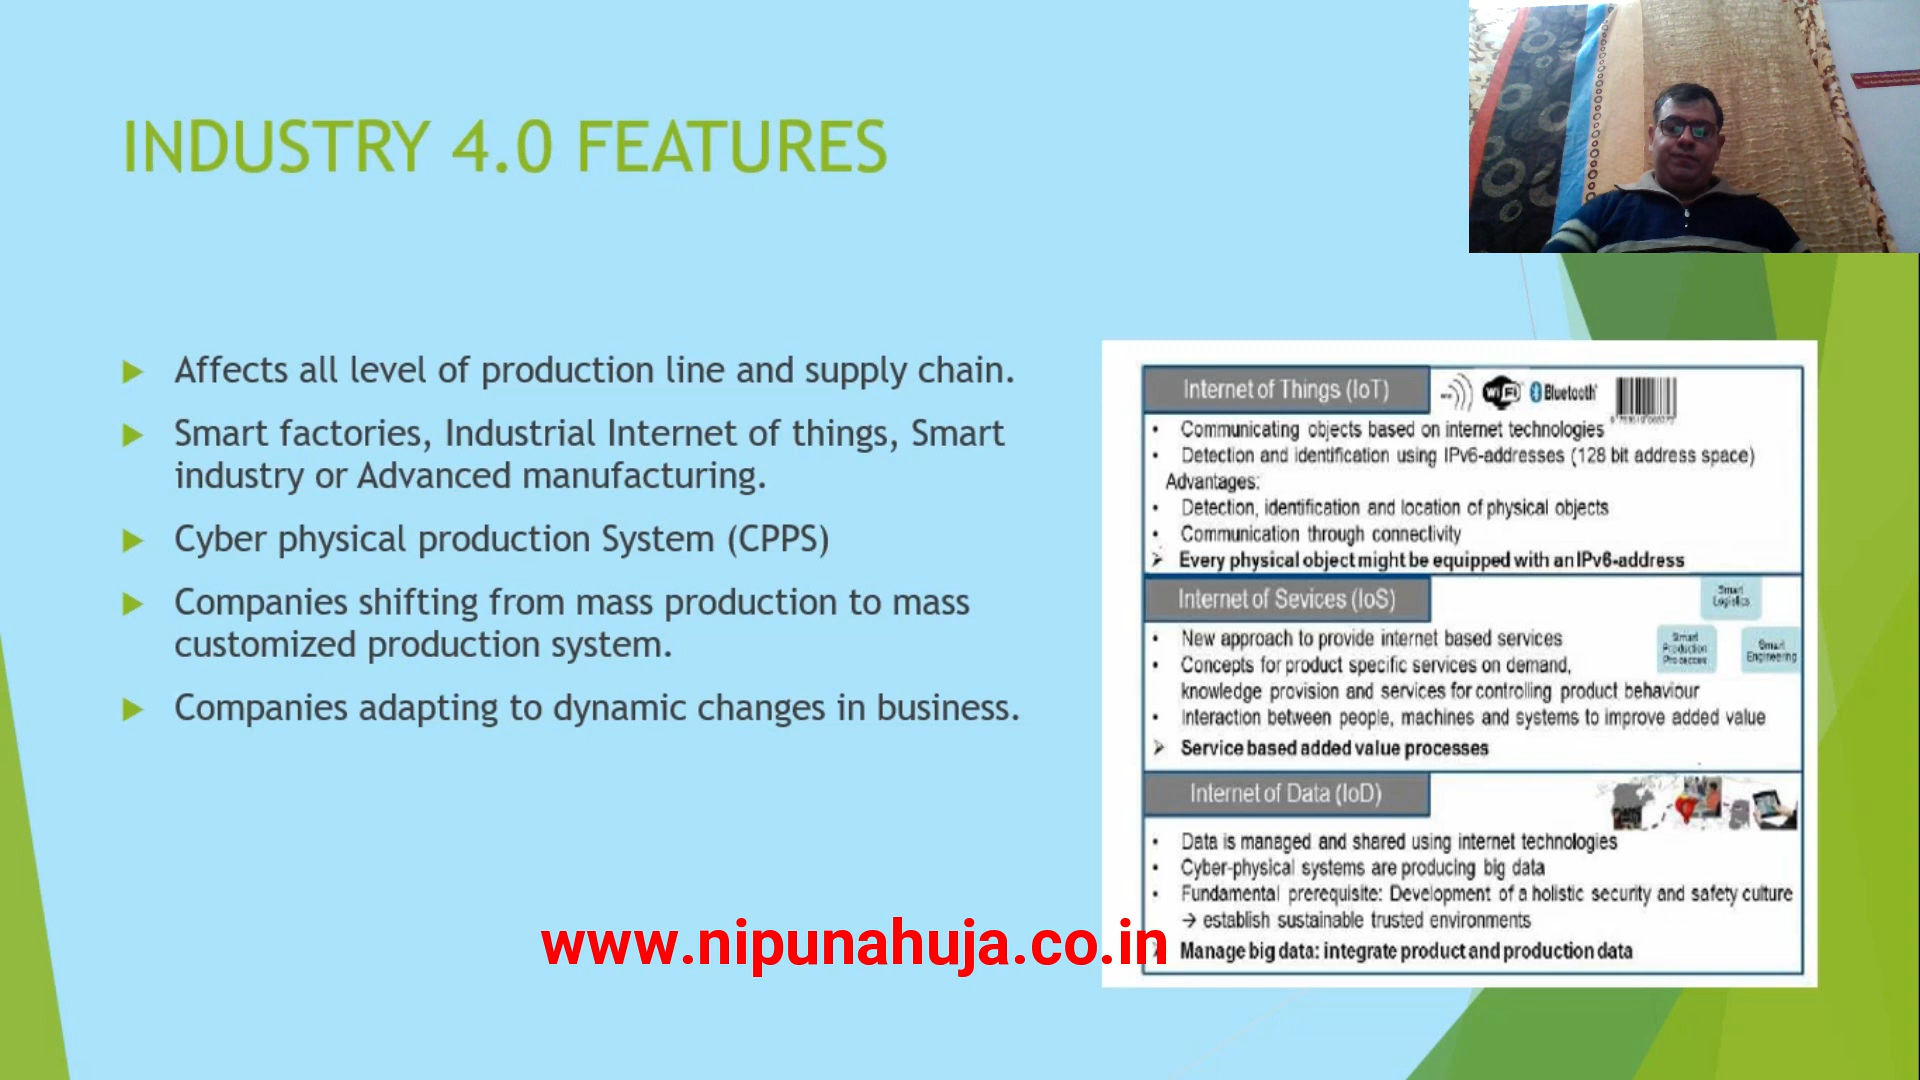 INDUSTRY 4.0 FEATURES
Affects all level of production line and supply chain.
Smart factories, Industrial Internet of things, Smart
industry or Advanced manufacturing.
Cyber physical production System (CPPS)
Companies shifting from mass production to mass
customized production system.
Companies adapting to dynamic changes in business.
Internet of Things (IoT)
WiFi
Bluetooth
• Communicating objects based on internet technologies
• Detection and identification using IPv6-addresses (128 bit address space)
Advantages:
• Detection, identification and location of physical objects
• Communication through connectivity
➢ Every physical object might be equipped with an IPv6-address
Internet of Sevices (IoS)
Smart
Logistics
Smart
Production
Processes
Smart
Engineering
• New approach to provide internet based services
• Concepts for product specific services on demand,
knowledge provision and services for controlling product behaviour
• Interaction between people, machines and systems to improve added value
➢ Service based added value processes
Internet of Data (IoD)
• Data is managed and shared using internet technologies
• Cyber-physical systems are producing big data
• Fundamental prerequisite: Development of a holistic security and safety culture
→ establish sustainable trusted environments
Manage big data: integrate product and production data
www.nipunahuja.co.in